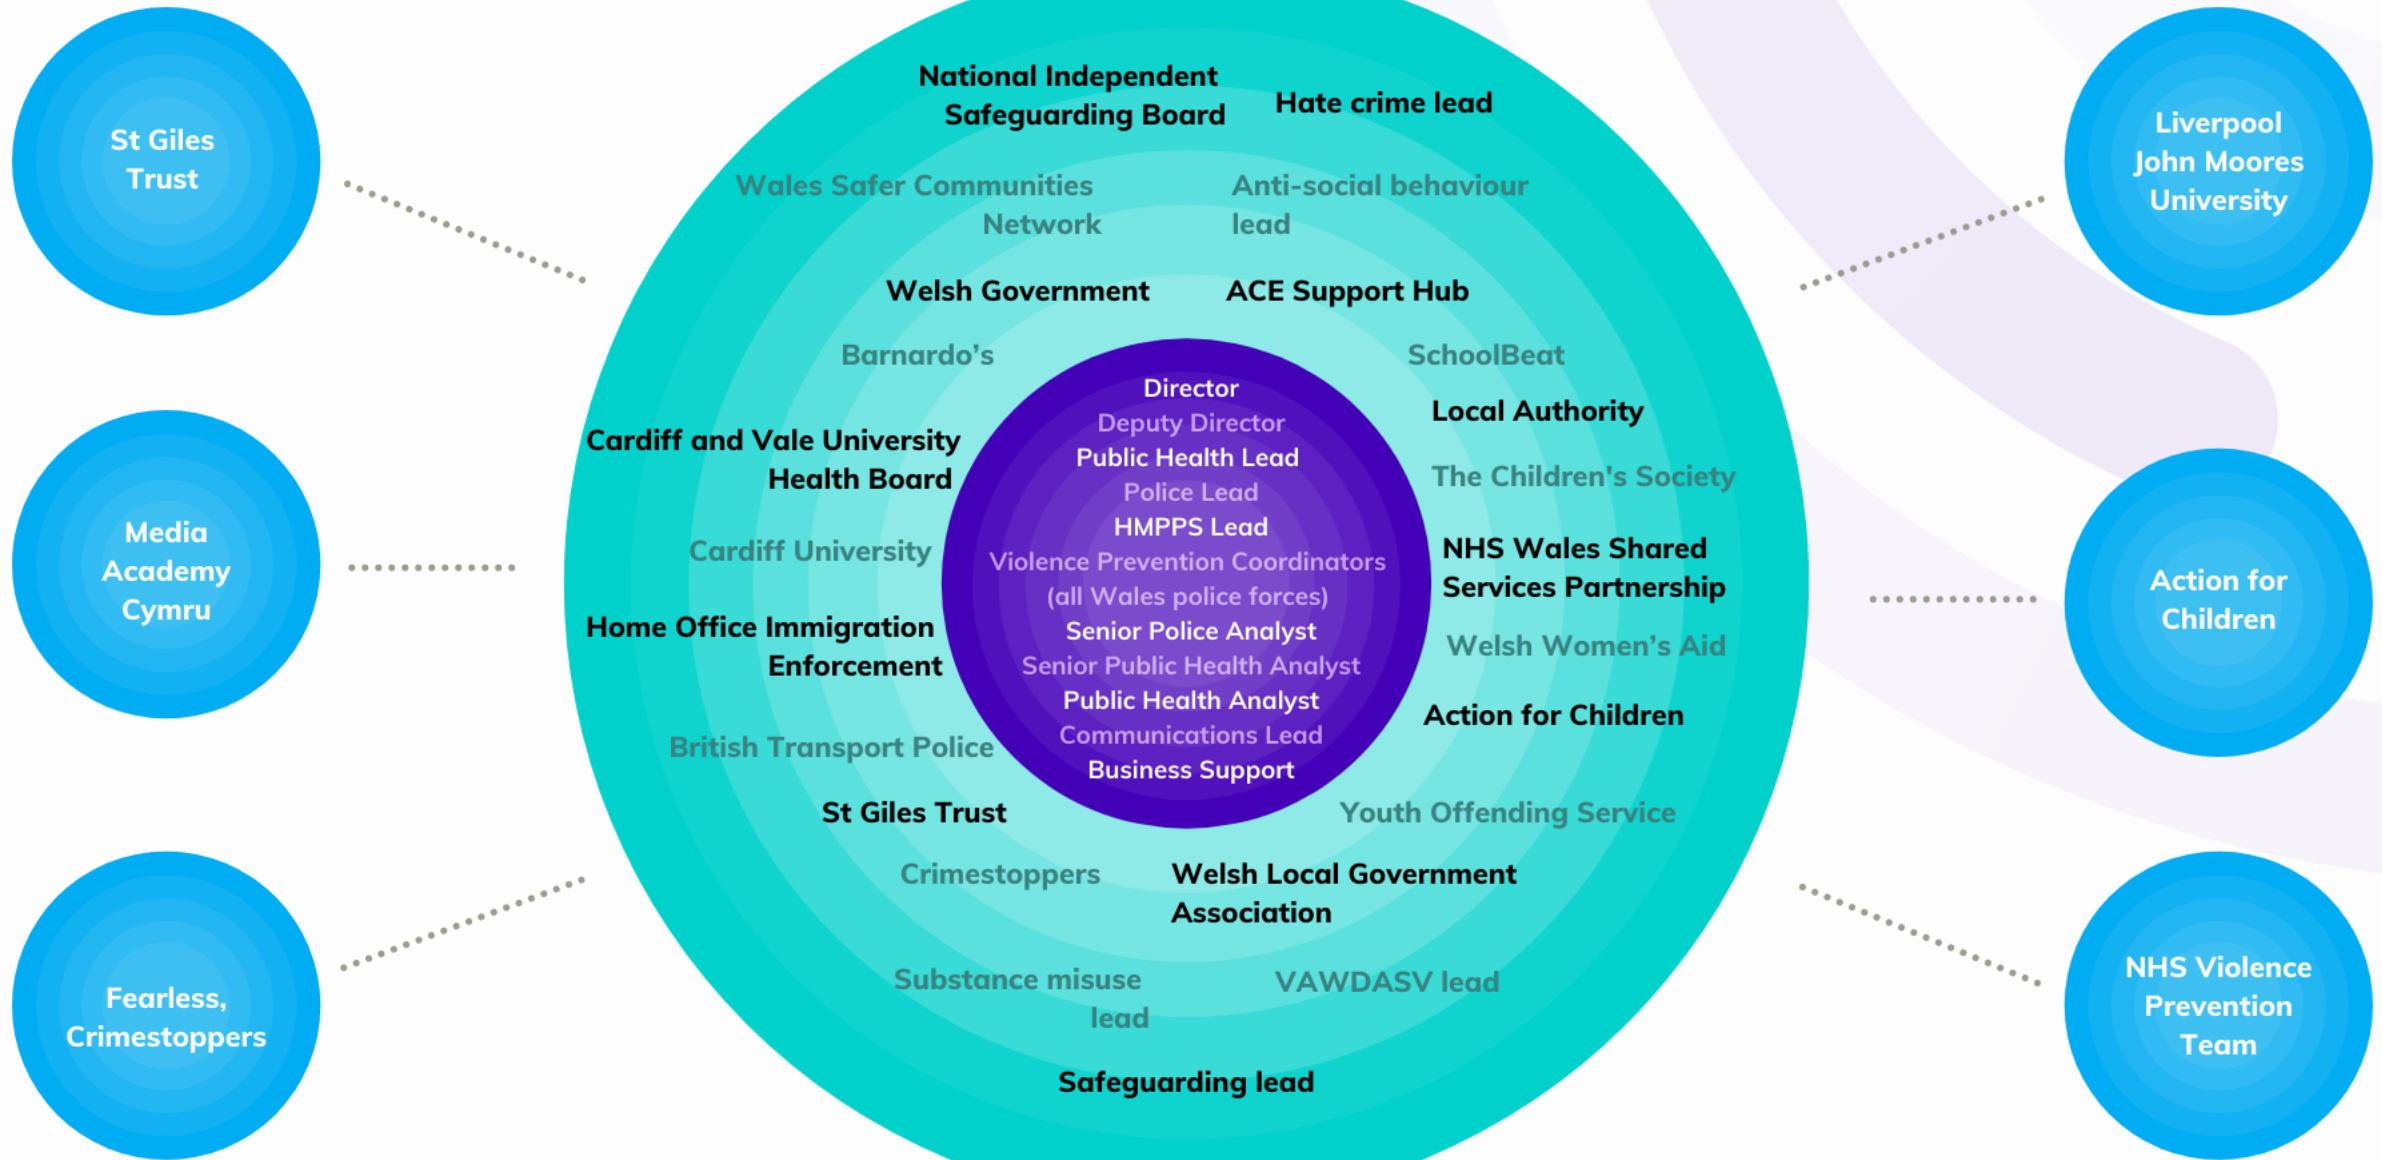 St Giles
Trust
Media
Academy
Cymru
Fearless,
Crimestoppers
National Independent
Safeguarding Board
Hate crime lead
Wales Safer Communities
Network
Anti-social behaviour
lead
Welsh Government
ACE Support Hub
Barnardo’s
SchoolBeat
Cardiff and Vale University
Health Board
Local Authority
The Children's Society
Cardiff University
NHS Wales Shared
Services Partnership
Home Office Immigration
Enforcement
Welsh Women’s Aid
British Transport Police
Action for Children
St Giles Trust
Youth Offending Service
Crimestoppers
Welsh Local Government
Association
Substance misuse
lead
VAWDASV lead
Safeguarding lead
Director
Deputy Director
Public Health Lead
Police Lead
HMPPS Lead
Violence Prevention Coordinators
(all Wales police forces)
Senior Police Analyst
Senior Public Health Analyst
Public Health Analyst
Communications Lead
Business Support
Liverpool
John Moores
University
Action for
Children
NHS Violence
Prevention
Team